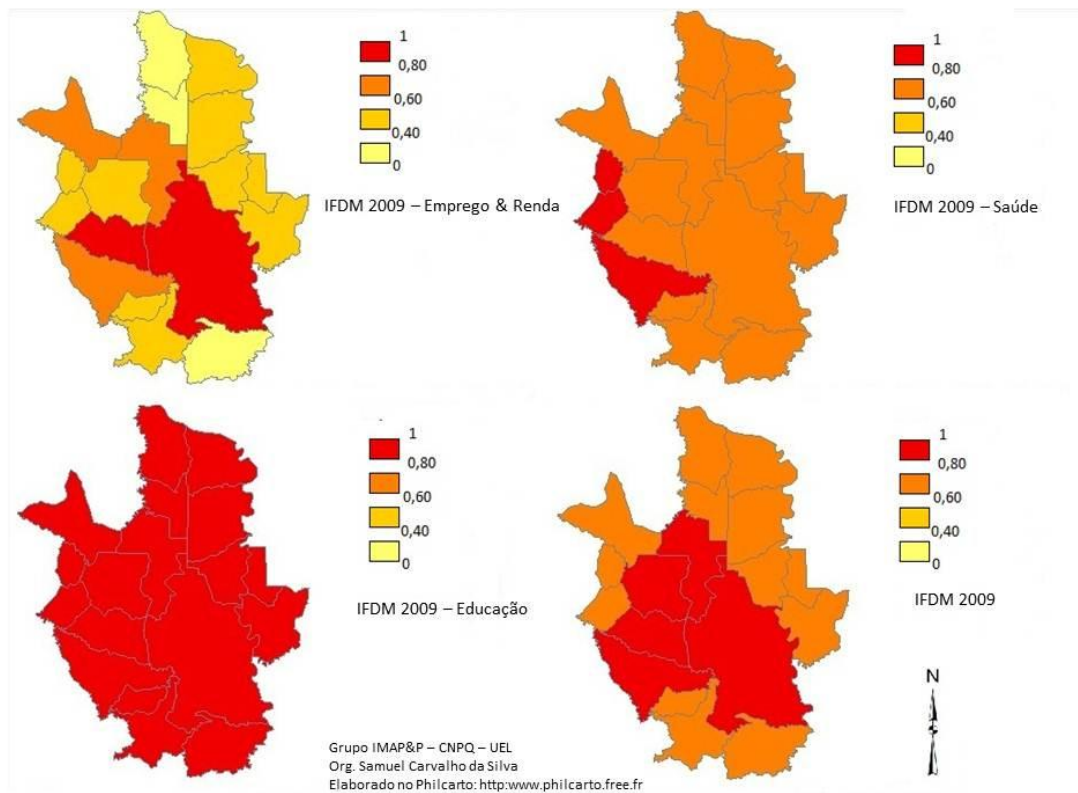 1
0,80
0,60
0,40
0
IFDM 2009 – Emprego & Renda
1
0,80
0,60
0,40
0
IFDM 2009 – Saúde
1
0,80
0,60
0,40
0
IFDM 2009 – Educação
1
0,80
0,60
0,40
0
IFDM 2009
N
Grupo IMAP&P – CNPQ – UEL
Org. Samuel Carvalho da Silva
Elaborado no Philcarto: http:www.philcarto.free.fr